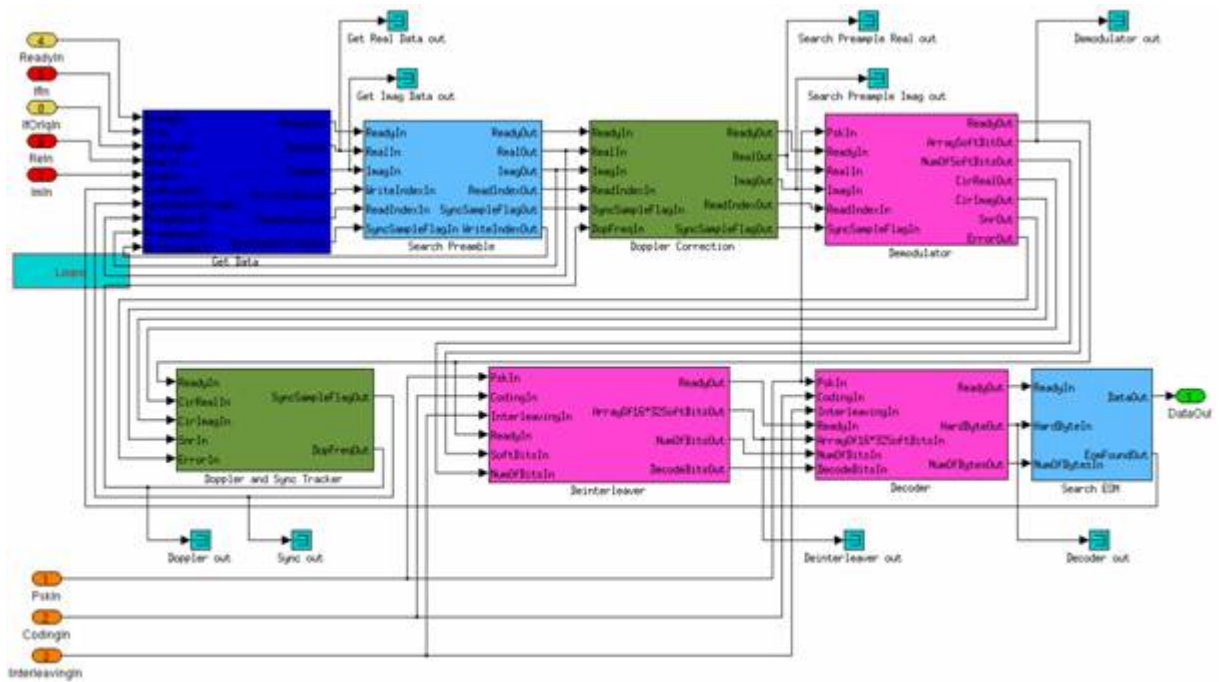 4
ReadyIn
IfIn
6
IfOrigIn
ReIn
ImIn
Get Real Data out
Get Imag Data out
Search Preample Real out
Search Preample Imag out
Demodulator out
Get Data
ReadyIn
RealIn
ImagIn
WriteIndexIn
ReadIndexIn
SyncSampleFlagIn
ReadyOut
RealOut
ImagOut
ReadIndexOut
SyncSampleFlagOut
WriteIndexOut
Search Preamble
ReadyIn
RealIn
ImagIn
ReadIndexIn
SyncSampleFlagIn
DopFreqIn
ReadyOut
RealOut
ImagOut
ReadIndexOut
SyncSampleFlagOut
Doppler Correction
PskIn
ReadyIn
RealIn
ImagIn
ReadIndexIn
SyncSampleFlagIn
ReadyOut
ArraySoftBitOut
NumOfSoftBitsOut
CirRealOut
CirImagOut
SnrOut
ErrorOut
Demodulator
ReadyIn
CirRealIn
CirImagIn
SnrIn
ErrorIn
SyncSampleFlagOut
DopFreqOut
Doppler and Sync Tracker
PskIn
CodingIn
InterleavingIn
ReadyIn
SoftBitsIn
NumOfBitsIn
ReadyOut
ArrayOf16*32SoftBitsOut
NumOfBitsOut
DecodeBitsOut
Deinterleaver
PskIn
CodingIn
InterleavingIn
ReadyIn
ArrayOf16*32SoftBitsIn
NumOfBitsIn
DecodeBitsIn
ReadyOut
HardByteOut
NumOfBytesOut
Decoder
ReadyIn
HardByteIn
NumOfBytesIn
DataOut
EomFoundOut
Search EOM
1
DataOut
Doppler out
Sync out
Deinterleaver out
Decoder out
1
PskIn
2
CodingIn
3
InterleavingIn